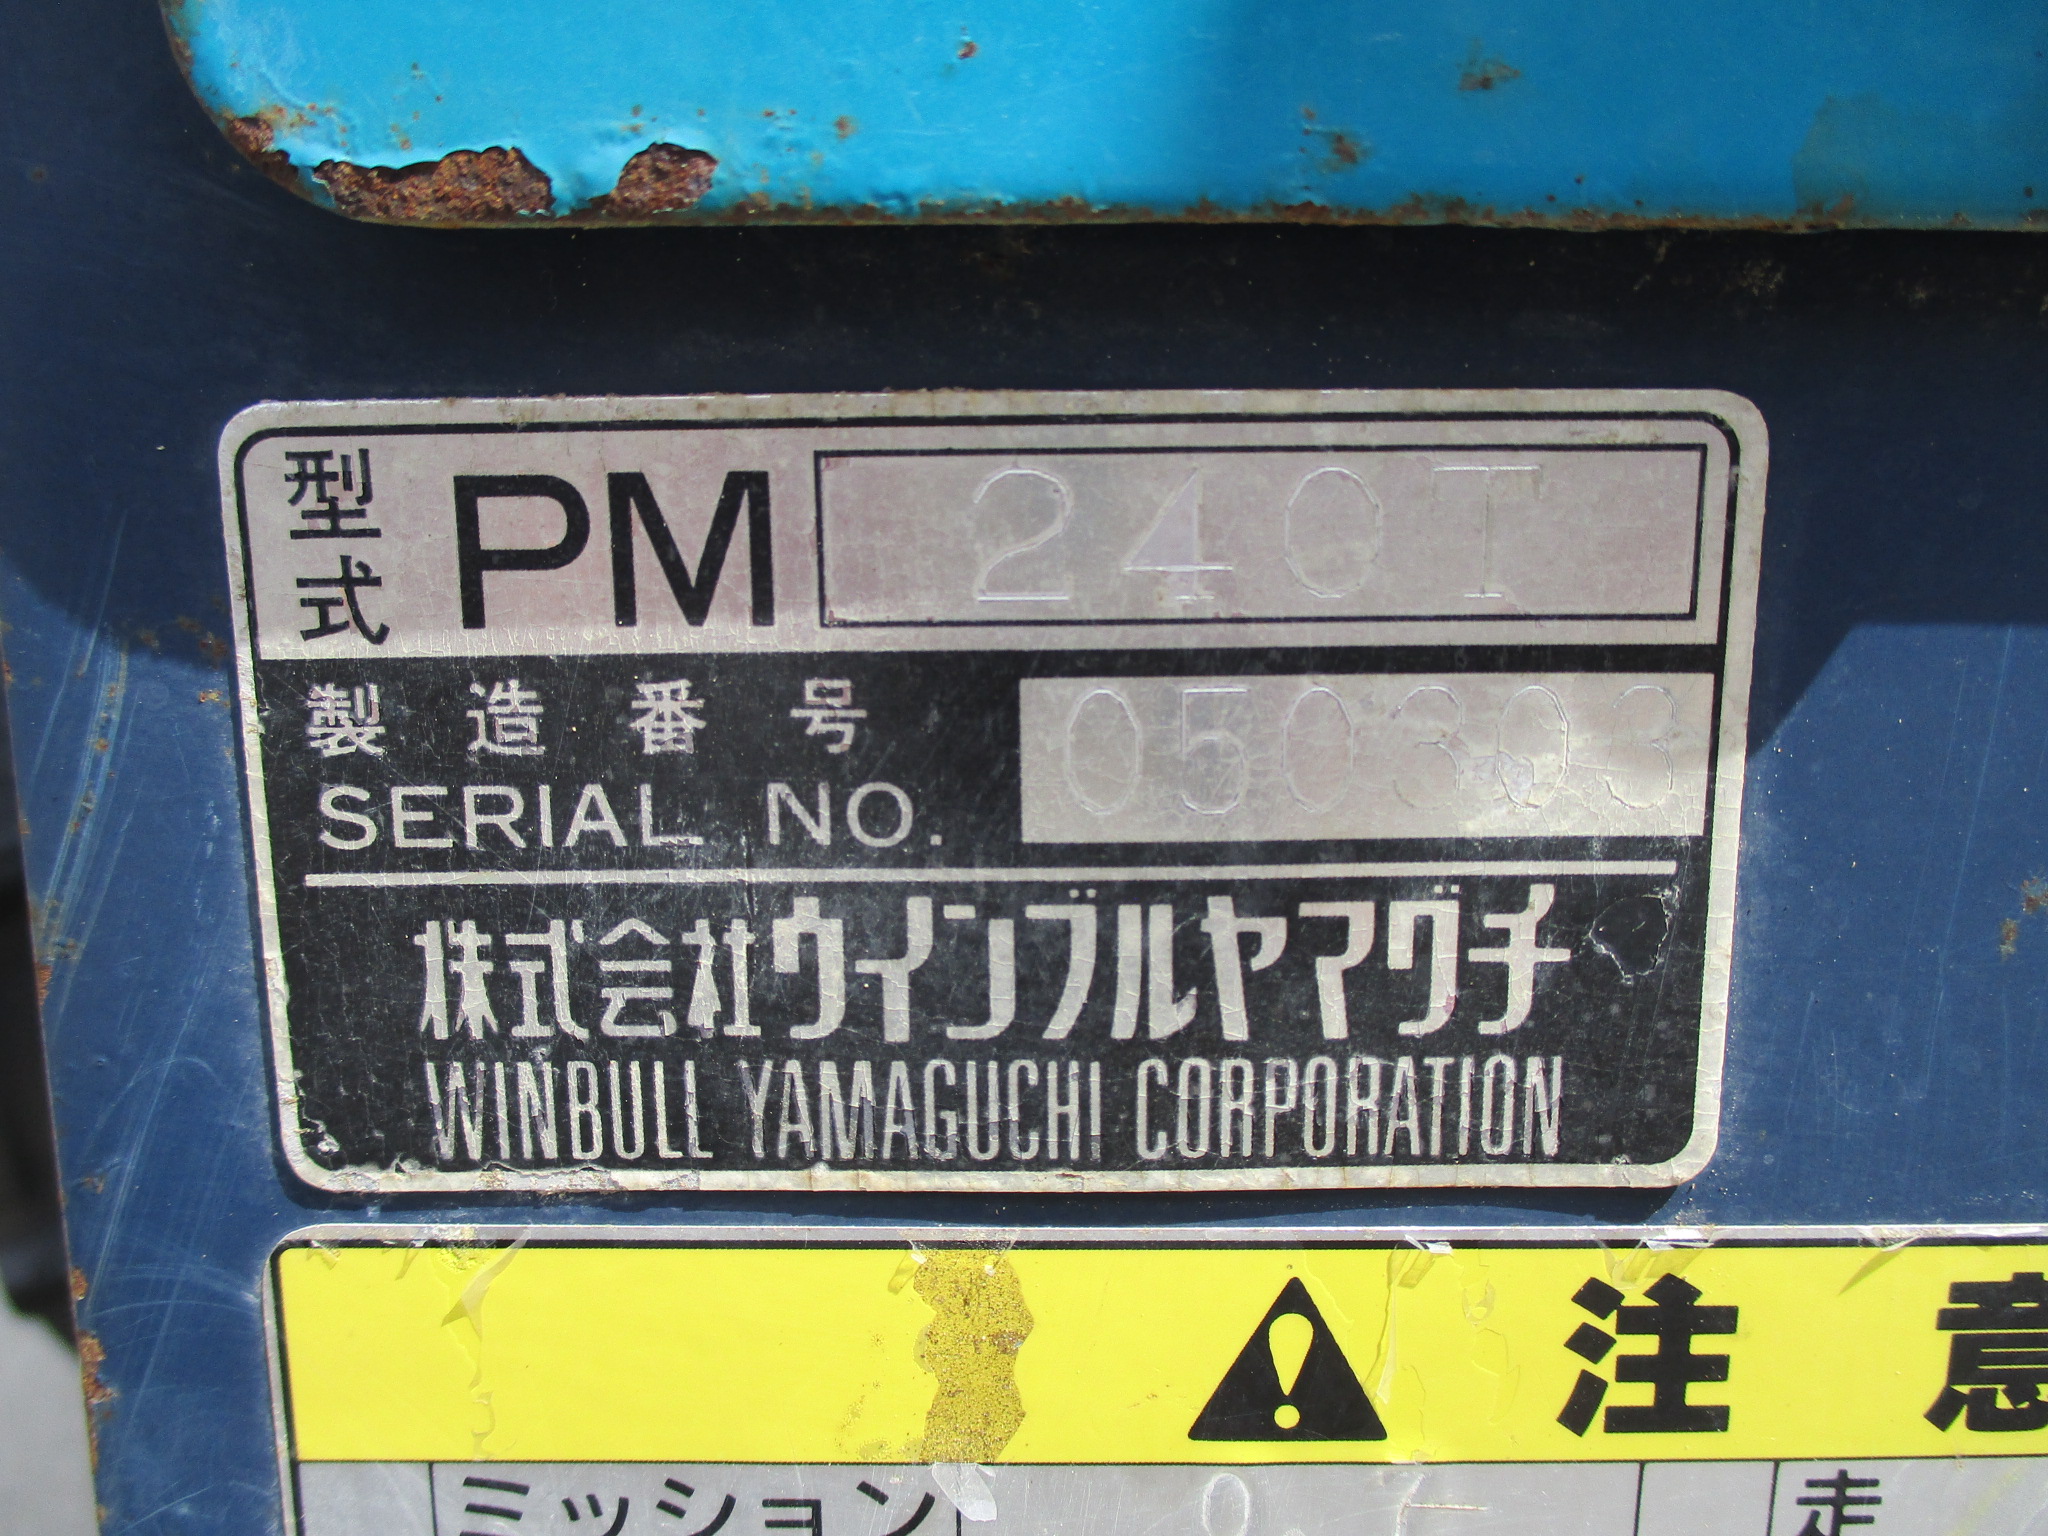 型式 PM 240T
製造番号
SERIAL NO. 050303
株式会社ウインブルヤマグチ
WINBULL YAMAGUCHI CORPORATION
注意
ミッション 走